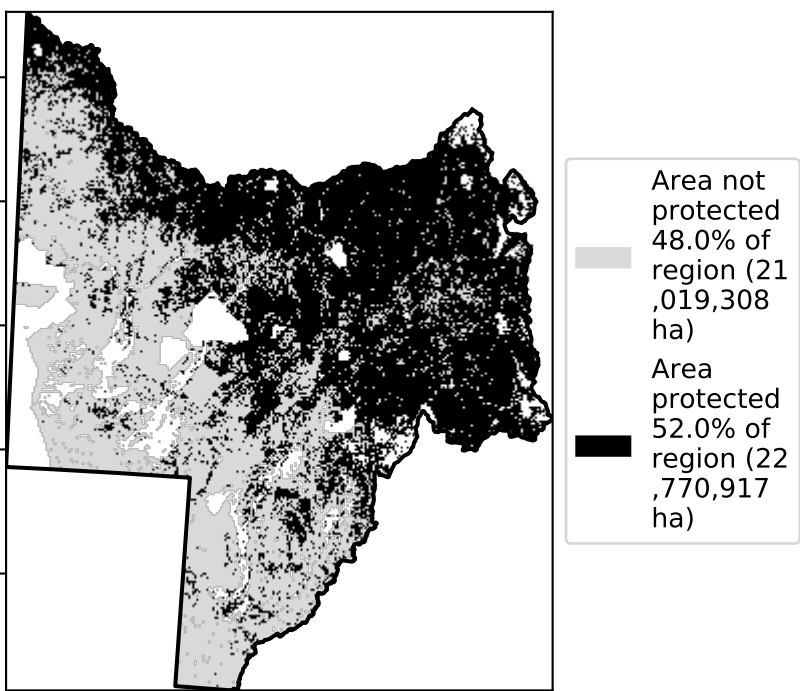 Area not
protected
48.0% of
region (21
,019,308
ha)
Area
protected
52.0% of
region (22
,770,917
ha)